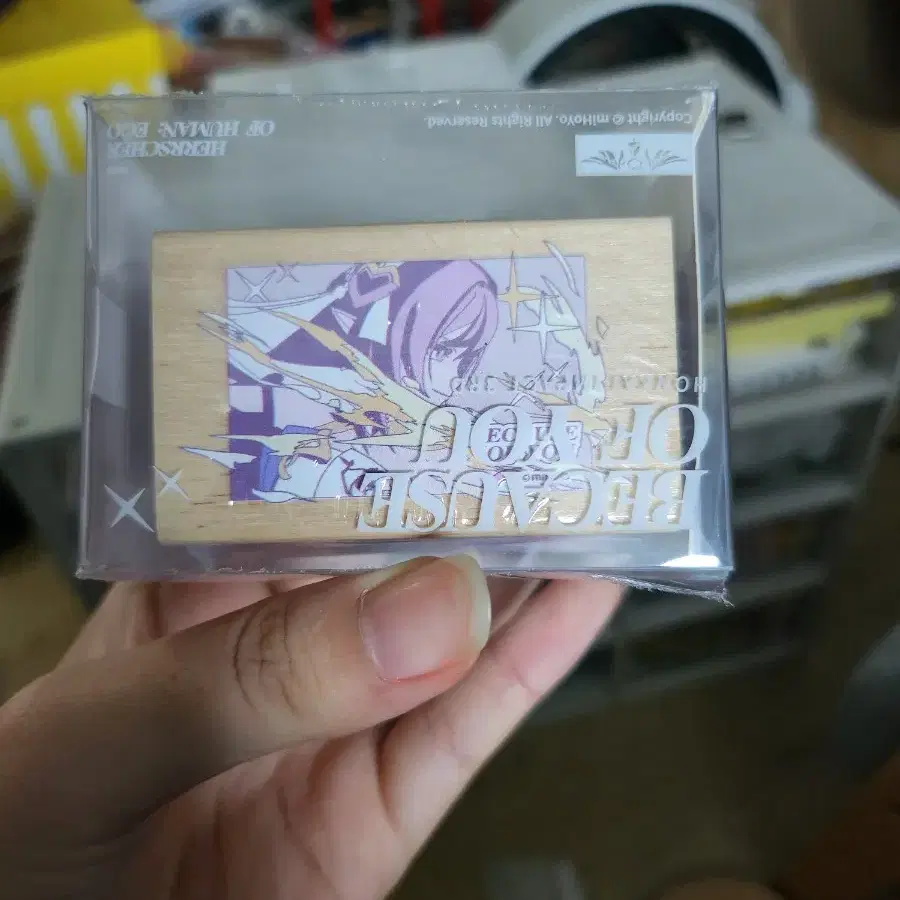 BECAUSE
OF YOU
HONKAI IMPACT 3RD
HERRSCHER
OF HUMAN: EGO
Copyright © miHoYo. All Rights Reserved.